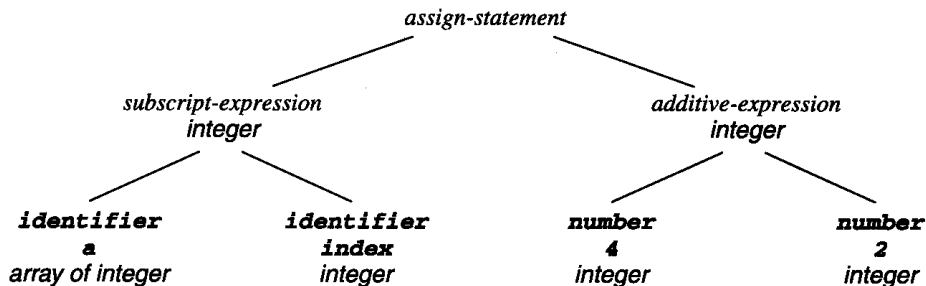 assign-statement
subscript-expression
integer
additive-expression
integer
identifier
a
array of integer
identifier
index
integer
number
4
integer
number
2
integer